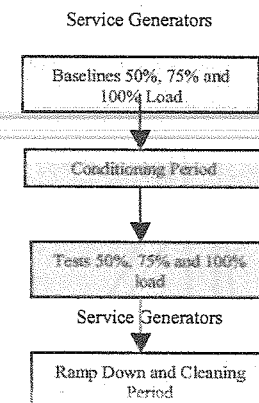 Service Generators
Baselines 50%, 75% and
100% Load
Conditioning Period
Tests 50%, 75% and 100%
load
Service Generators
Ramp Down and Cleaning
Period